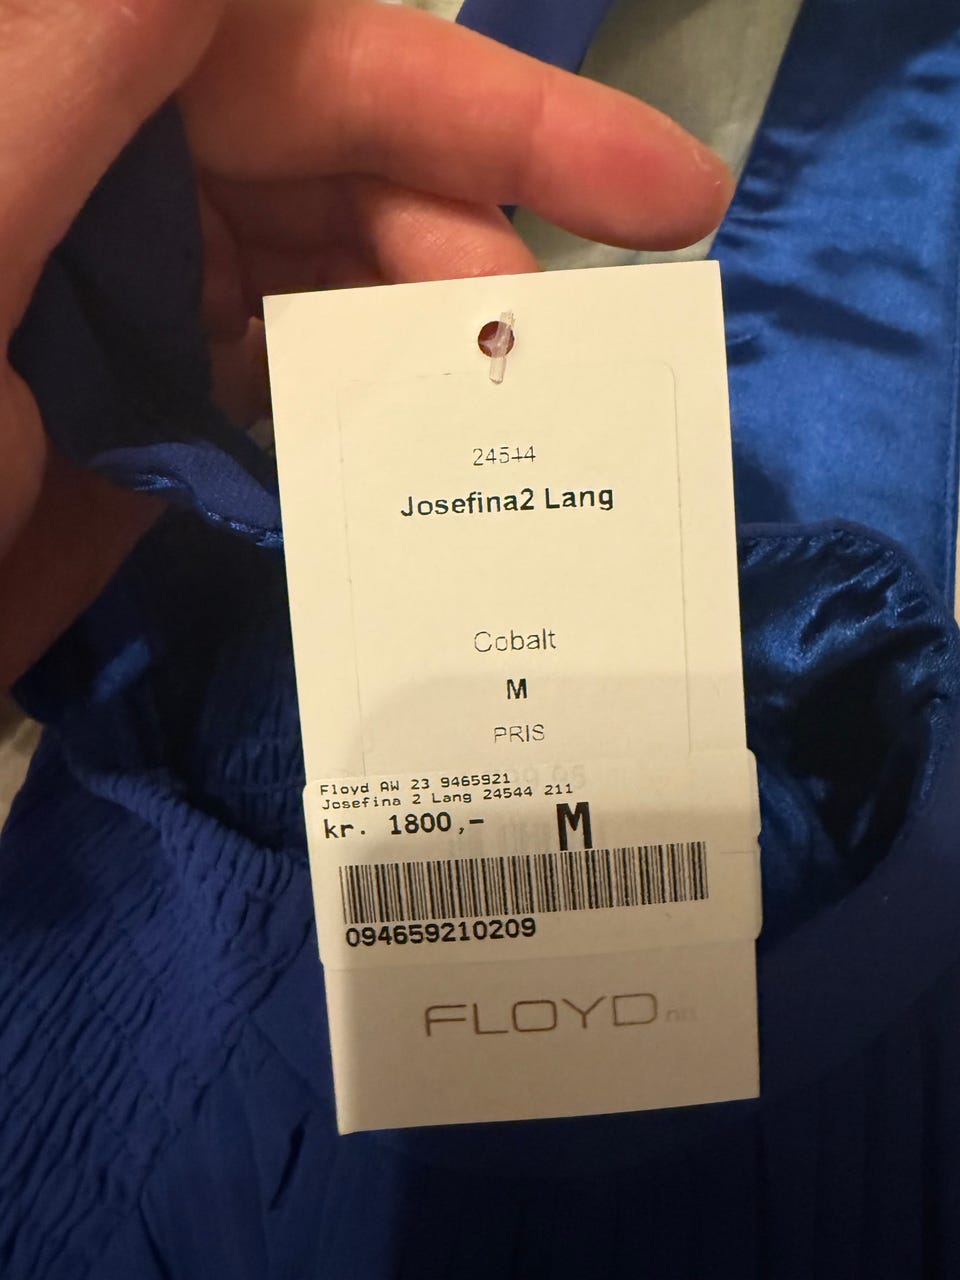 24544
Josefina2 Lang
Cobalt
M
PRIS
Floyd AW 23 9465921
Josefina 2 Lang 24544 211
kr. 1800,- M
094659210209
FLOYD